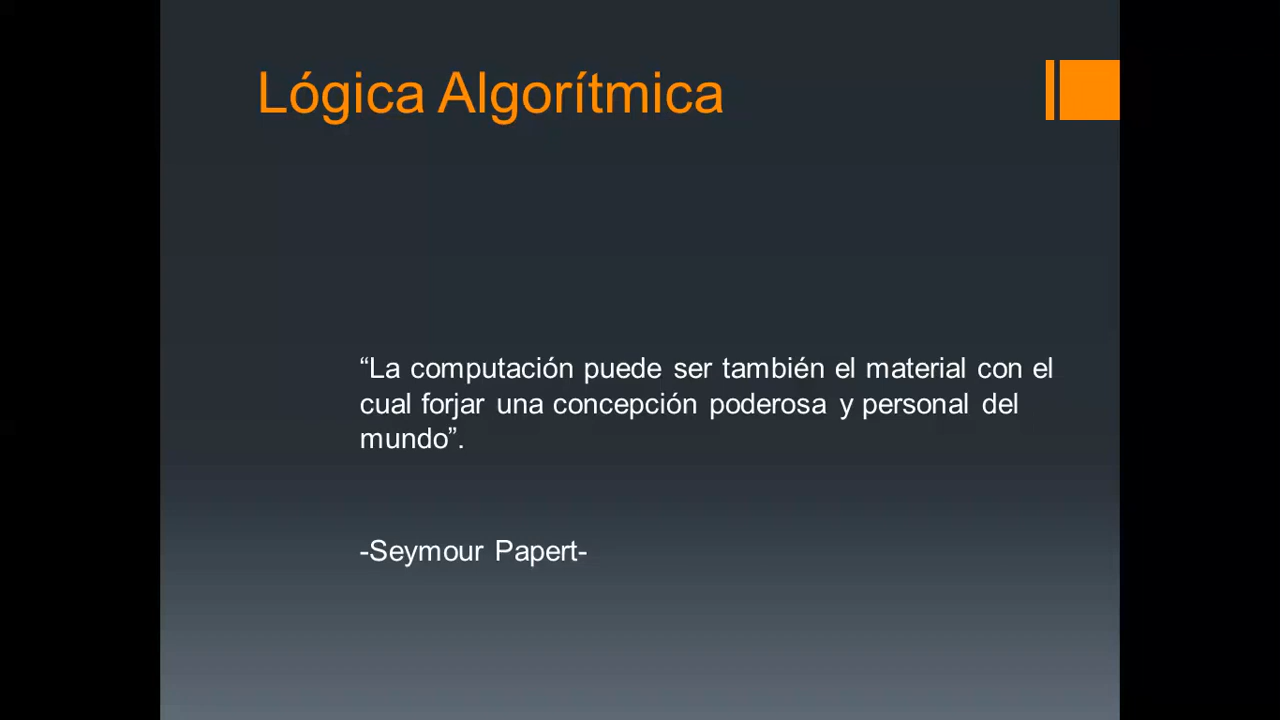 Lógica Algorítmica
“La computación puede ser también el material con el
cual forjar una concepción poderosa y personal del
mundo”.
-Seymour Papert-